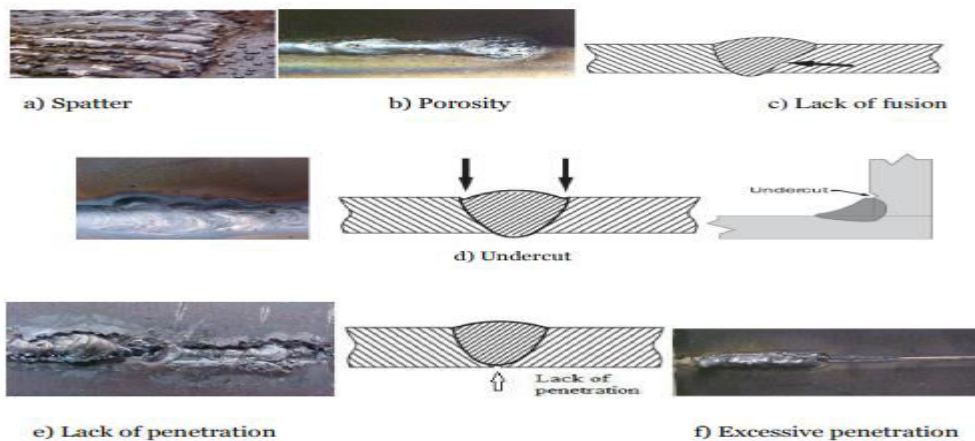 a) Spatter
b) Porosity
c) Lack of fusion
Undercut
d) Undercut
Lack of
penetration
e) Lack of penetration
f) Excessive penetration